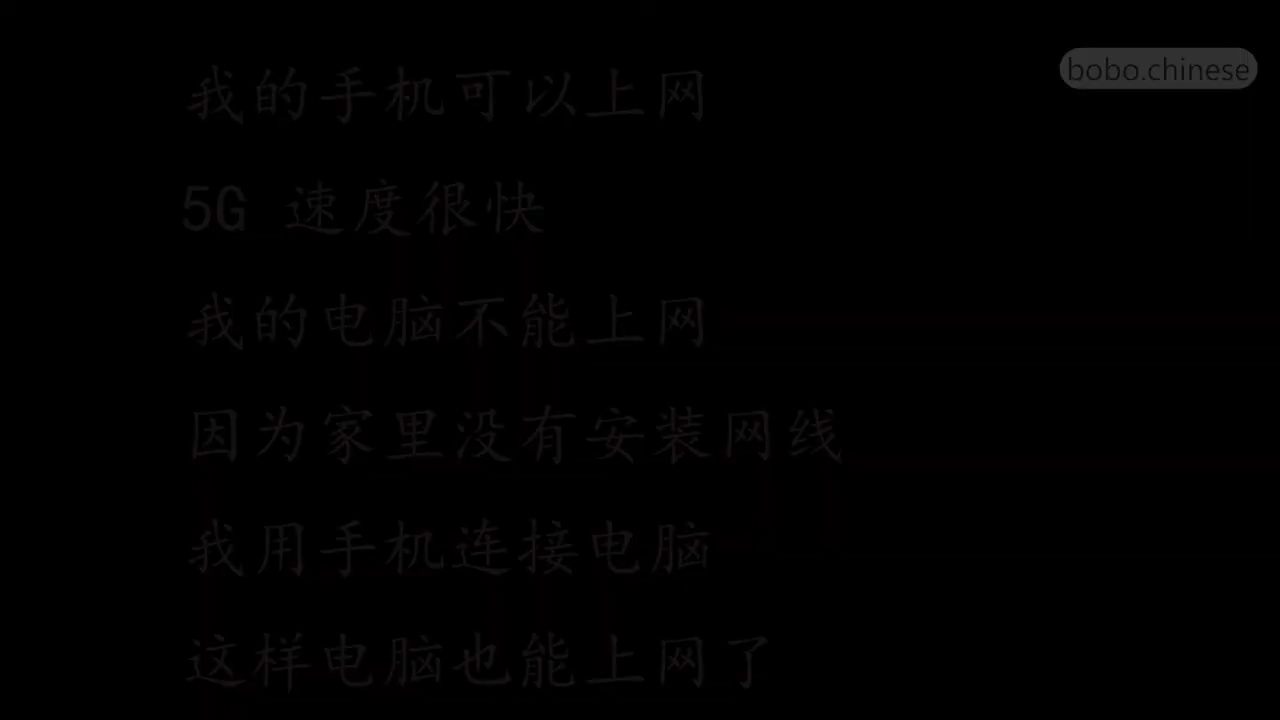 bobo.chinese
我的手机可以上网
5G 速度很快
我的电脑不能上网
因为家里没有安装网线
我用手机连接电脑
这样电脑也能上网了